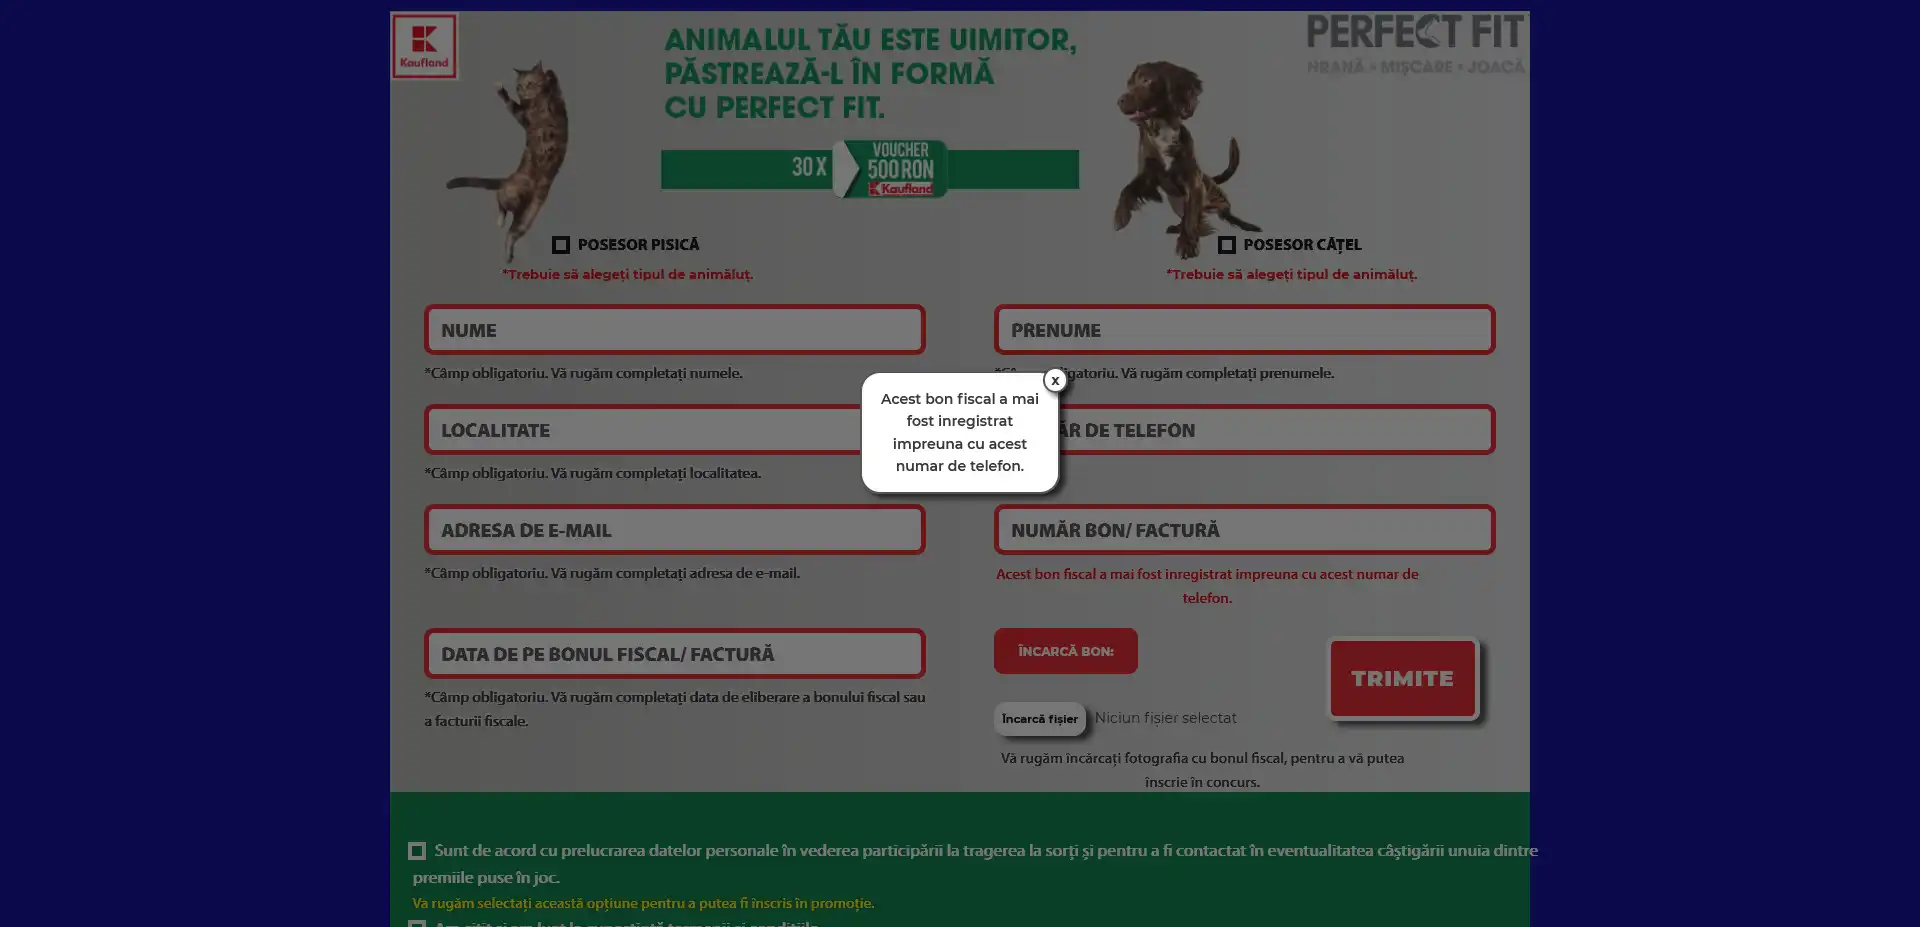 Kaufland
ANIMALUL TĂU ESTE UIMITOR,
PĂSTREAZĂ-L ÎN FORMĂ
CU PERFECT FIT.
PERFECT FIT
HRANĂ • MIȘCARE • JOACĂ
30 X
VOUCHER
500 RON
Kaufland
POSESOR PISICĂ
*Trebuie să alegeți tipul de animăluț.
POSESOR CĂȚEL
*Trebuie să alegeți tipul de animăluț.
NUME
PRENUME
*Câmp obligatoriu. Vă rugăm completați numele.
gatoriu. Vă rugăm completați prenumele.
x
Acest bon fiscal a mai
fost inregistrat
impreuna cu acest
numar de telefon.
LOCALITATE
ĂR DE TELEFON
*Câmp obligatoriu. Vă rugăm completați localitatea.
ADRESA DE E-MAIL
NUMĂR BON/ FACTURĂ
*Câmp obligatoriu. Vă rugăm completați adresa de e-mail.
Acest bon fiscal a mai fost inregistrat impreuna cu acest numar de
telefon.
DATA DE PE BONUL FISCAL/ FACTURĂ
ÎNCARCĂ BON:
TRIMITE
*Câmp obligatoriu. Vă rugăm completați data de eliberare a bonului fiscal sau
a facturii fiscale.
Încarcă fișier
Niciun fișier selectat
Vă rugăm încărcați fotografia cu bonul fiscal, pentru a vă putea
înscrie în concurs.
Sunt de acord cu prelucrarea datelor personale în vederea participării la tragerea la sorți și pentru a fi contactat în eventualitatea câștigării unuia dintre
premiile puse în joc.
Va rugăm selectați această opțiune pentru a putea fi înscris în promoție.